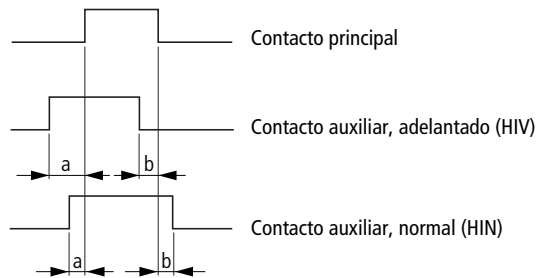 Contacto principal
Contacto auxiliar, adelantado (HIV)
a b
Contacto auxiliar, normal (HIN)
a b